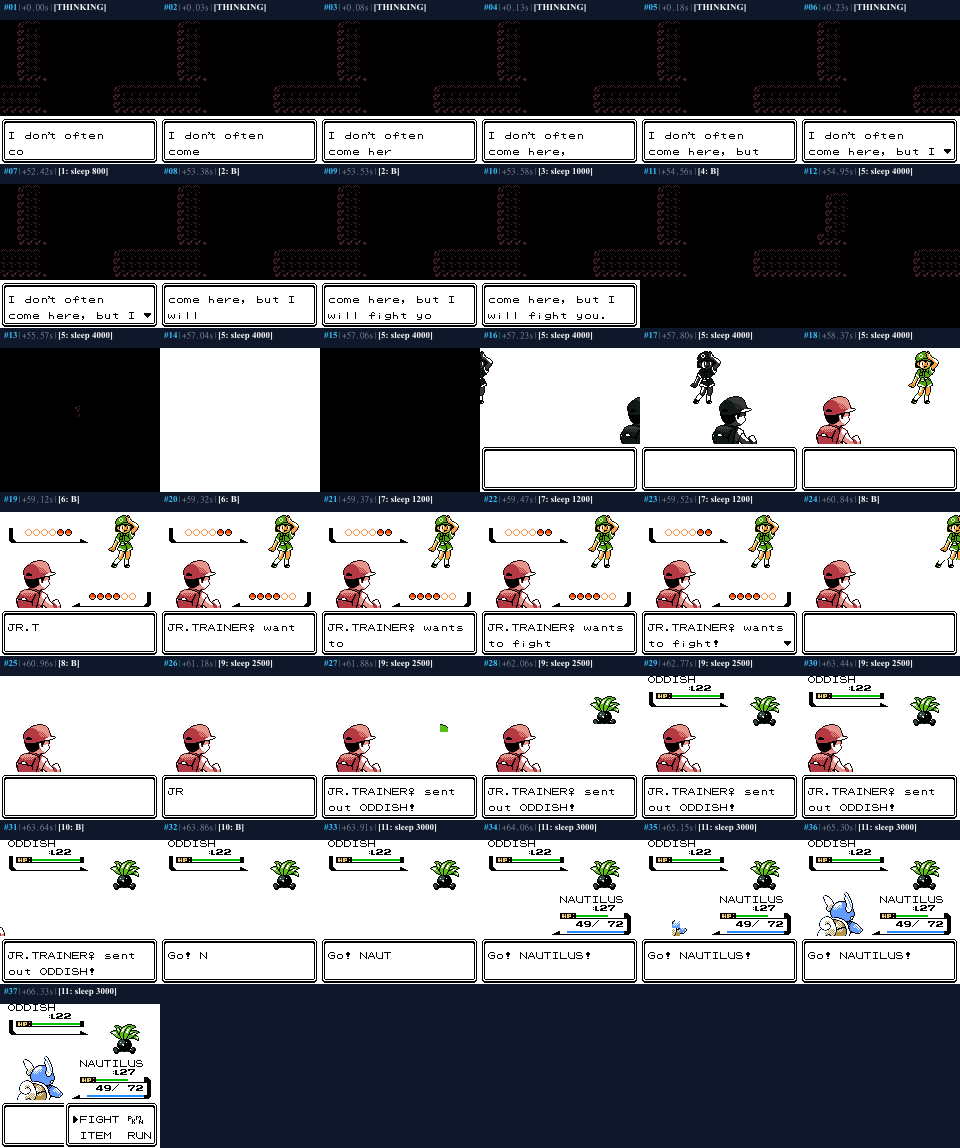 #01|+0.00s|[THINKING] #02|+0.03s|[THINKING] #03|+0.08s|[THINKING] #04|+0.13s|[THINKING] #05|+0.18s|[THINKING] #06|+0.23s|[THINKING]
I don't often I don't often I don't often I don't often I don't often I don't often
co come come her come here, come here, but come here, but I ▼
#07|+52.42s|[1: sleep 800] #08|+53.38s|[2: B] #09|+53.53s|[2: B] #10|+53.58s|[3: sleep 1000] #11|+54.56s|[4: B] #12|+54.95s|[5: sleep 4000]
I don't often come here, but I come here, but I come here, but I
come here, but I ▼ will will fight yo will fight you.
#13|+55.57s|[5: sleep 4000] #14|+57.04s|[5: sleep 4000] #15|+57.06s|[5: sleep 4000] #16|+57.23s|[5: sleep 4000] #17|+57.80s|[5: sleep 4000] #18|+58.37s|[5: sleep 4000]
#19|+59.12s|[6: B] #20|+59.32s|[6: B] #21|+59.37s|[7: sleep 1200] #22|+59.47s|[7: sleep 1200] #23|+59.52s|[7: sleep 1200] #24|+60.84s|[8: B]
JR.T JR.TRAINER♀ want JR.TRAINER♀ wants JR.TRAINER♀ wants JR.TRAINER♀ wants
to to fight to fight! ▼
#25|+60.96s|[8: B] #26|+61.18s|[9: sleep 2500] #27|+61.88s|[9: sleep 2500] #28|+62.06s|[9: sleep 2500] #29|+62.77s|[9: sleep 2500] #30|+63.44s|[9: sleep 2500]
ODDISH ODDISH
:L22 :L22
HP: HP:
JR JR.TRAINER♀ sent JR.TRAINER♀ sent JR.TRAINER♀ sent JR.TRAINER♀ sent
out ODDISH! out ODDISH! out ODDISH! out ODDISH!
#31|+63.64s|[10: B] #32|+63.86s|[10: B] #33|+63.91s|[11: sleep 3000] #34|+64.06s|[11: sleep 3000] #35|+65.15s|[11: sleep 3000] #36|+65.30s|[11: sleep 3000]
ODDISH ODDISH ODDISH ODDISH ODDISH ODDISH
:L22 :L22 :L22 :L22 :L22 :L22
HP: HP: HP: HP: HP: HP:
NAUTILUS NAUTILUS NAUTILUS
:L27 :L27 :L27
HP: HP: HP:
49/ 72 49/ 72 49/ 72
JR.TRAINER♀ sent Go! N Go! NAUT Go! NAUTILUS! Go! NAUTILUS! Go! NAUTILUS!
out ODDISH!
#37|+66.33s|[11: sleep 3000]
ODDISH
:L22
HP:
NAUTILUS
:L27
HP:
49/ 72
▶FIGHT PKMN
ITEM RUN